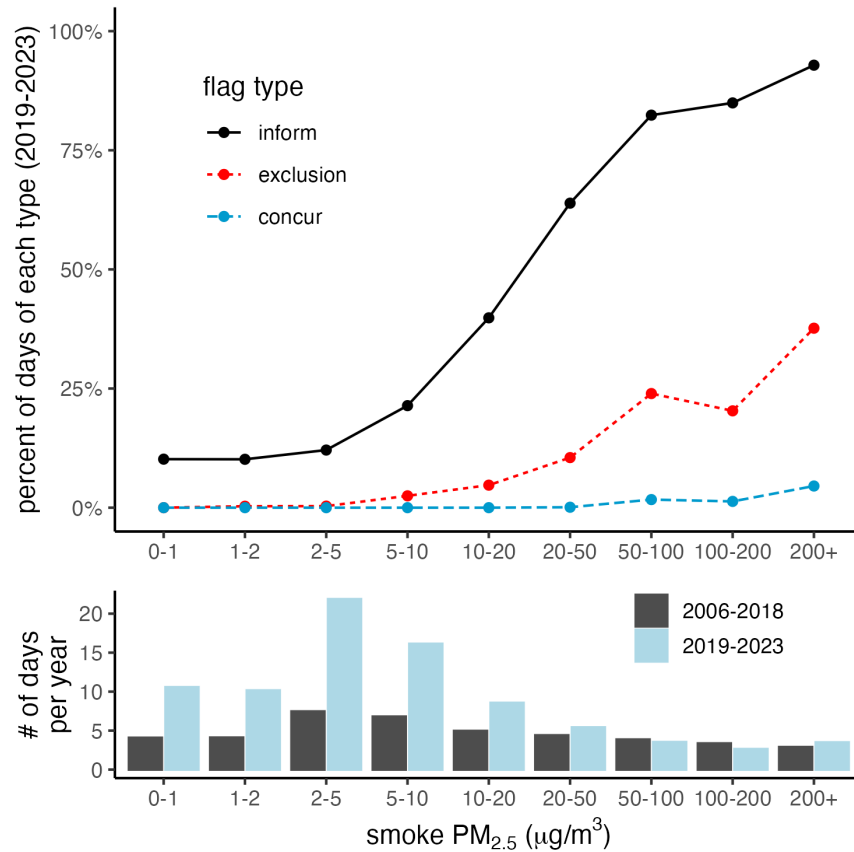 percent of days of each type (2019-2023)
100%
75%
50%
25%
0%
flag type
inform
exclusion
concur
0-1 1-2 2-5 5-10 10-20 20-50 50-100 100-200 200+
# of days
per year
20
15
10
5
0
2006-2018
2019-2023
0-1 1-2 2-5 5-10 10-20 20-50 50-100 100-200 200+
smoke PM₂.₅ (μg/m³)